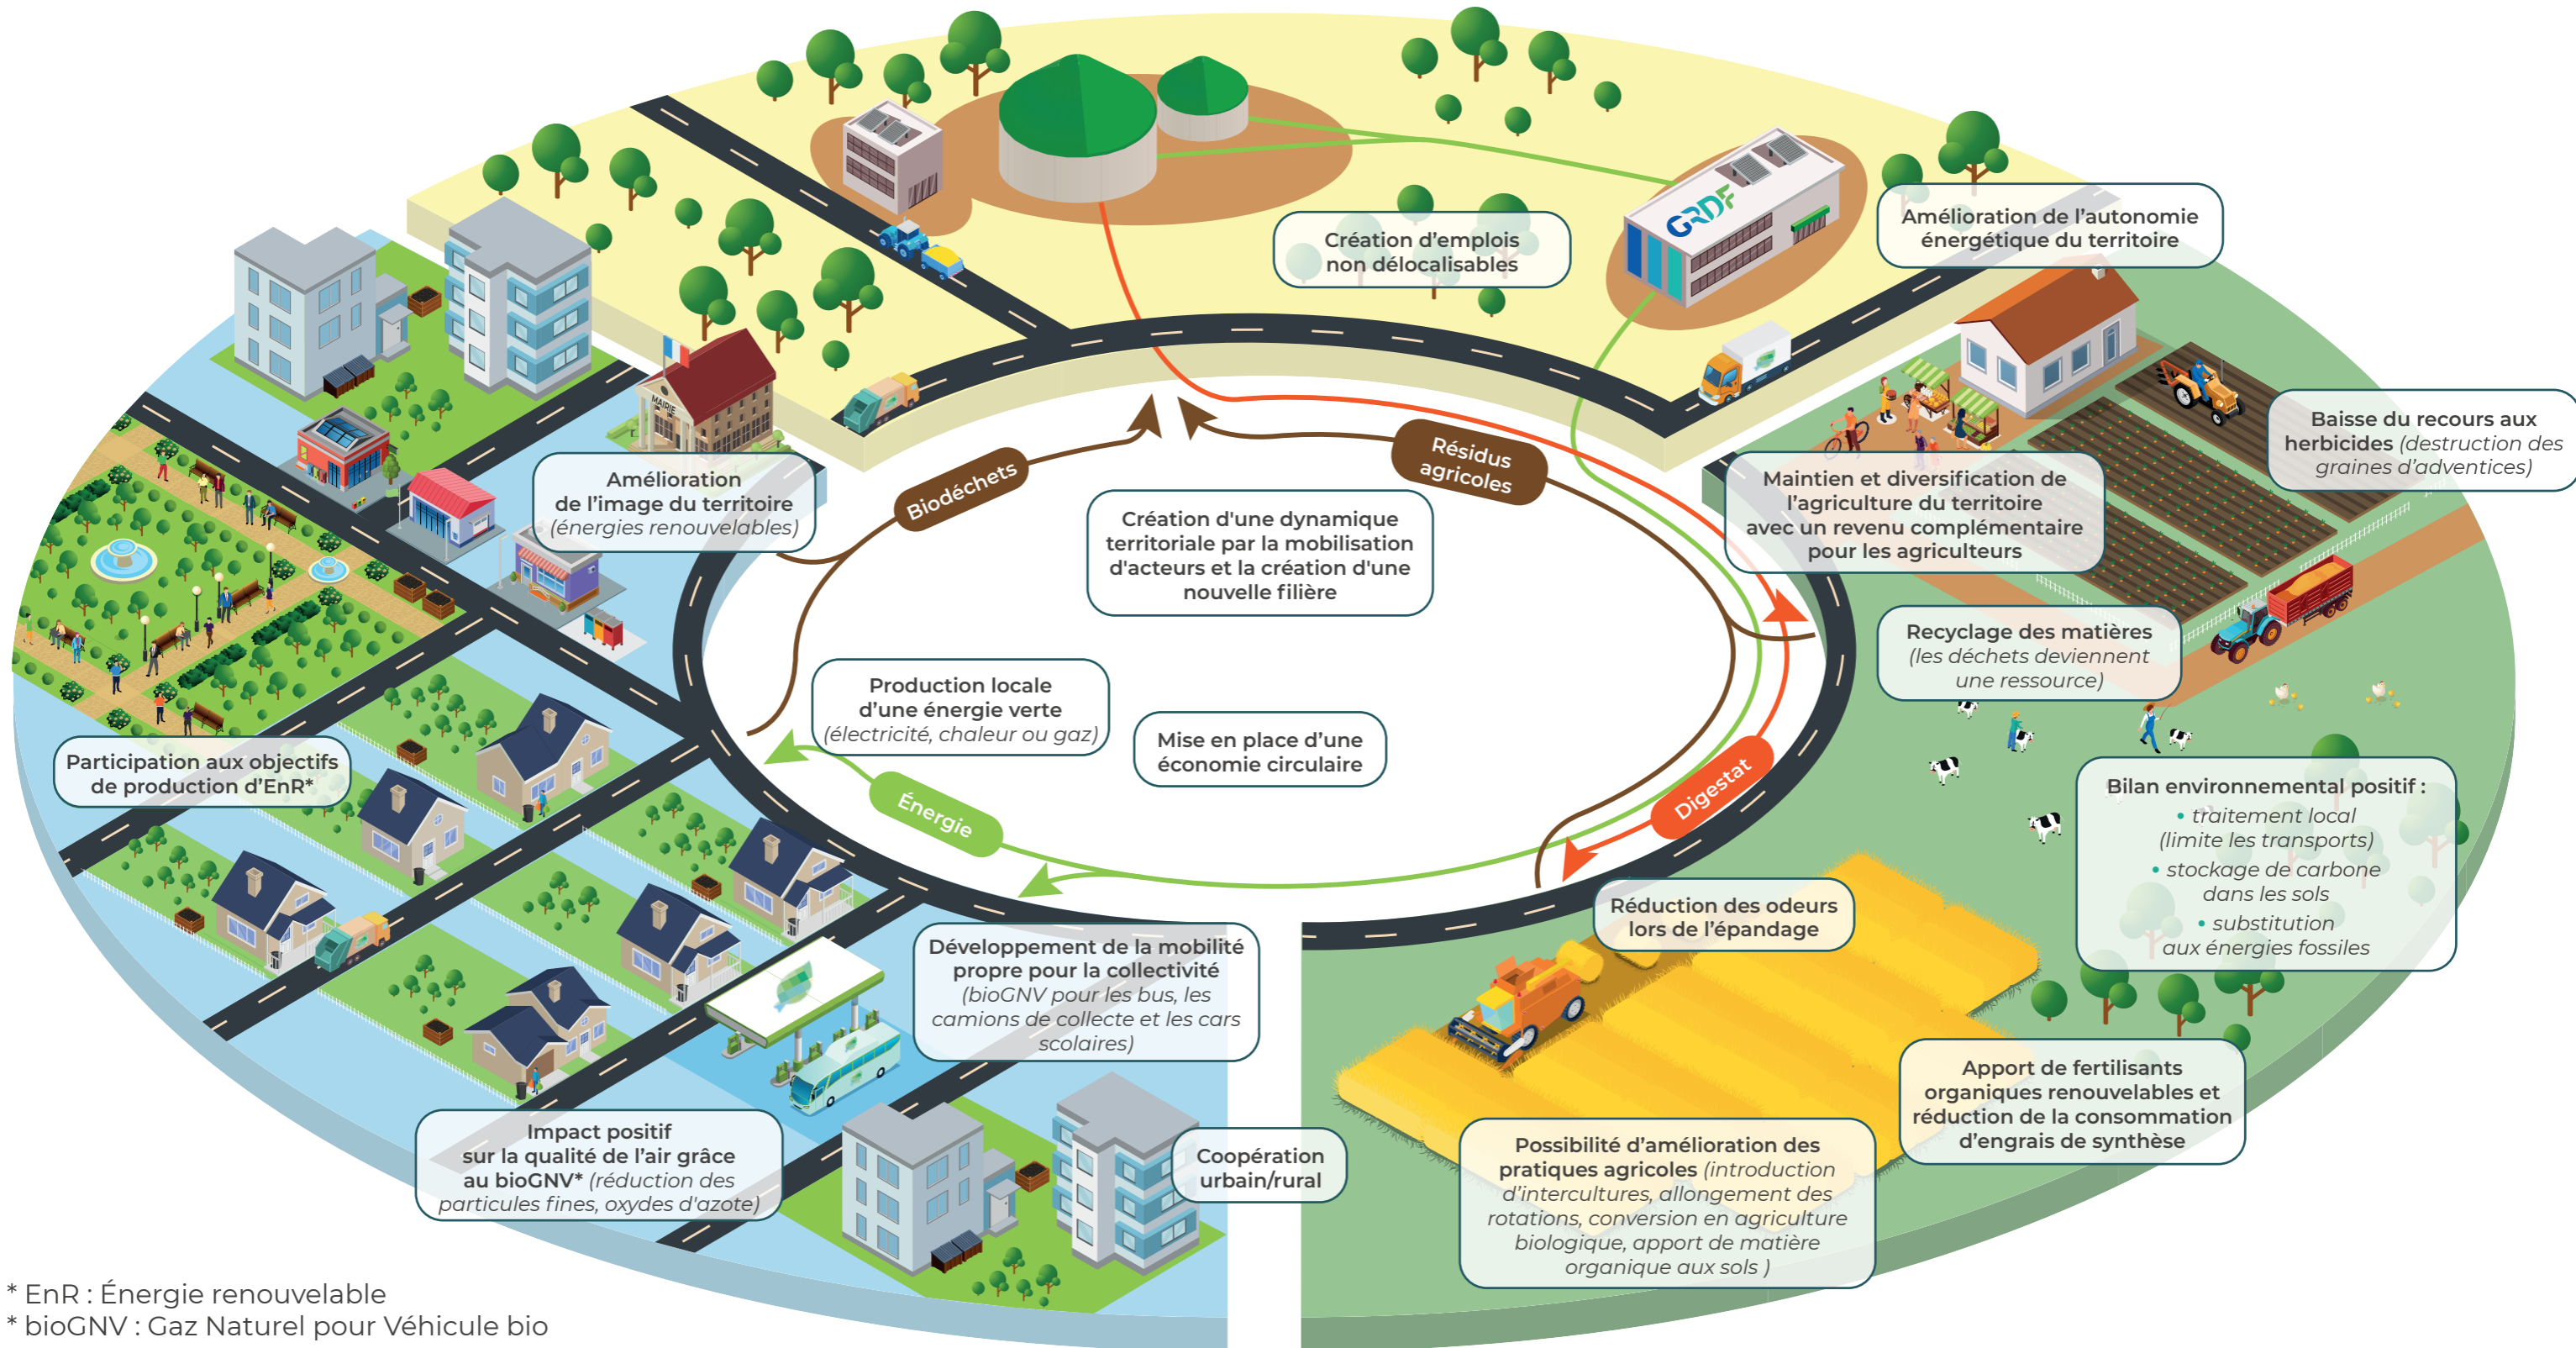 GRDF
Création d'emplois
non délocalisables
Amélioration de l'autonomie
énergétique du territoire
MAIRIE
Baisse du recours aux
herbicides (destruction des
graines d'adventices)
Amélioration
de l'image du territoire
(énergies renouvelables)
Biodéchets
Résidus
agricoles
Création d'une dynamique
territoriale par la mobilisation
d'acteurs et la création d'une
nouvelle filière
Maintien et diversification de
l'agriculture du territoire
avec un revenu complémentaire
pour les agriculteurs
Recyclage des matières
(les déchets deviennent
une ressource)
Production locale
d'une énergie verte
(électricité, chaleur ou gaz)
Mise en place d'une
économie circulaire
Participation aux objectifs
de production d'EnR*
Énergie
Digestat
Bilan environnemental positif :
• traitement local
(limite les transports)
• stockage de carbone
dans les sols
• substitution
aux énergies fossiles
Réduction des odeurs
lors de l'épandage
Développement de la mobilité
propre pour la collectivité
(bioGNV pour les bus, les
camions de collecte et les cars
scolaires)
Apport de fertilisants
organiques renouvelables et
réduction de la consommation
d'engrais de synthèse
Impact positif
sur la qualité de l'air grâce
au bioGNV* (réduction des
particules fines, oxydes d'azote)
Coopération
urbain/rural
Possibilité d'amélioration des
pratiques agricoles (introduction
d'intercultures, allongement des
rotations, conversion en agriculture
biologique, apport de matière
organique aux sols )
* EnR : Énergie renouvelable
* bioGNV : Gaz Naturel pour Véhicule bio